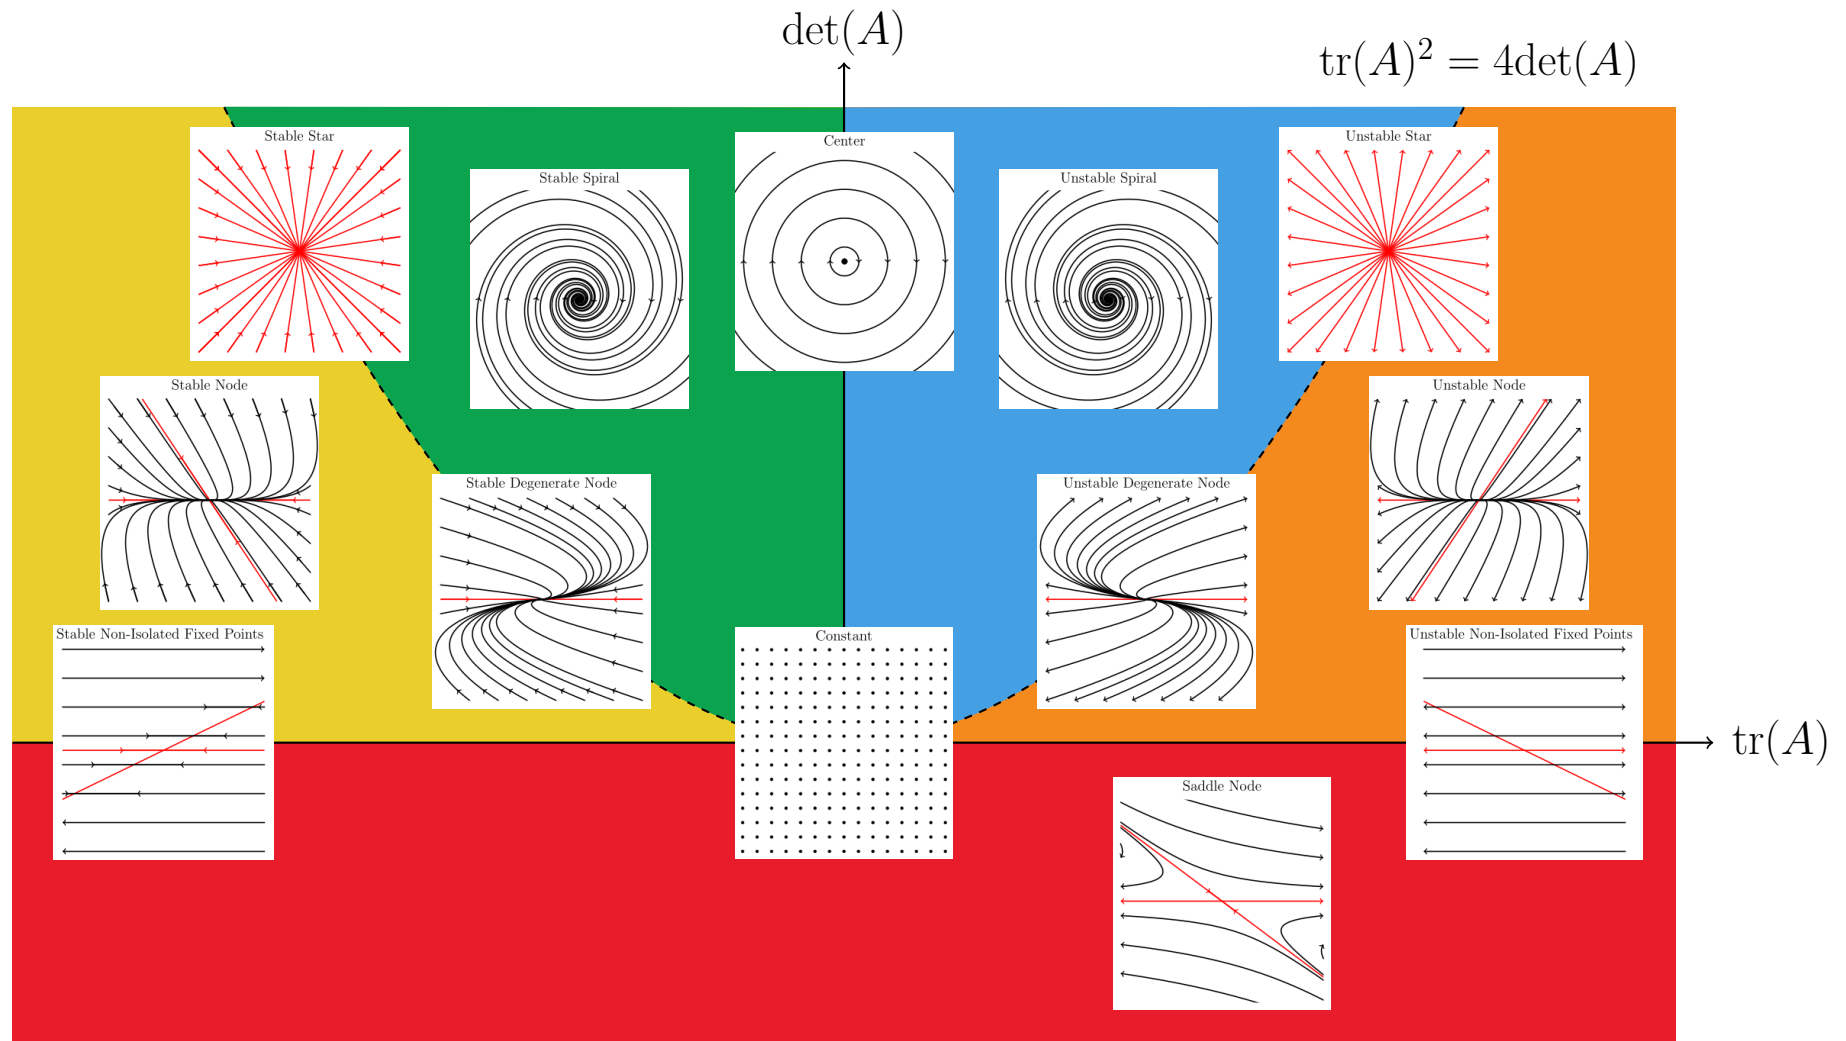 det(A)
tr(A)² = 4det(A)
Stable Star
Center
Unstable Star
Stable Spiral
Unstable Spiral
Stable Node
Unstable Node
Stable Degenerate Node
Unstable Degenerate Node
Stable Non-Isolated Fixed Points
Constant
Unstable Non-Isolated Fixed Points
tr(A)
Saddle Node